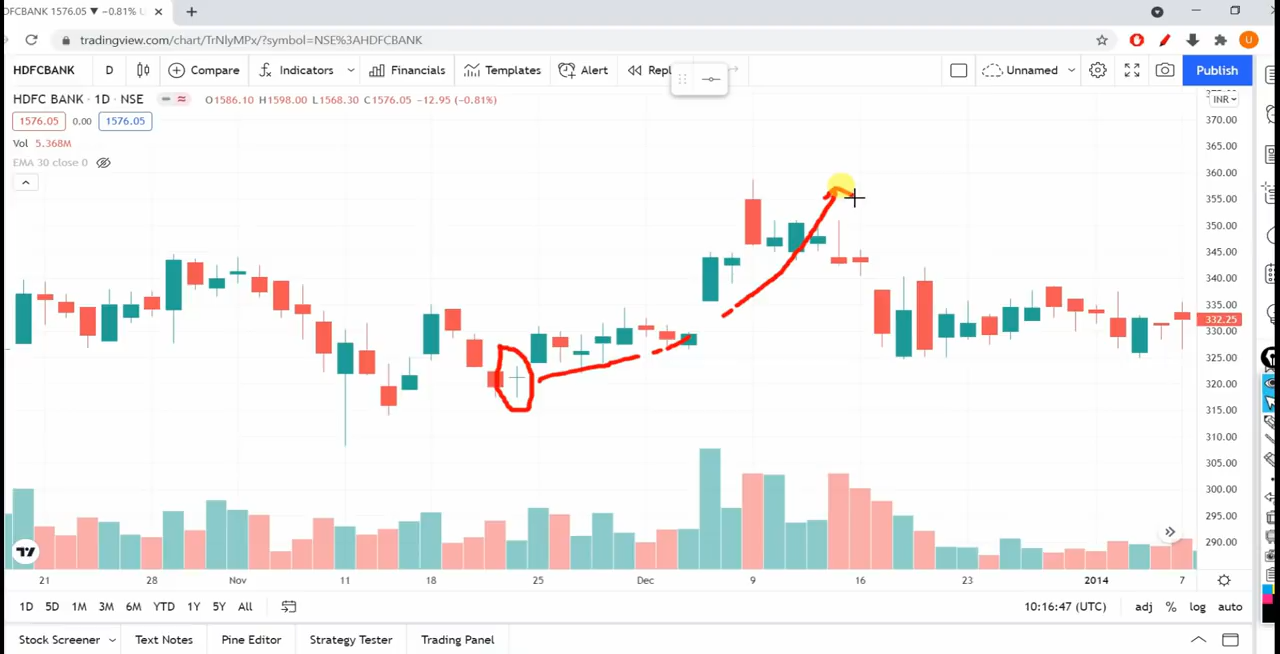 DFCBANK 1576.05 ▼ −0.81% U
tradingview.com/chart/TrNlyMPx/?symbol=NSE%3AHDFCBANK
U
HDFCBANK D Compare Indicators Financials Templates Alert Repl Unnamed Publish
HDFC BANK · 1D · NSE O1586.10 H1598.00 L1568.30 C1576.05 −12.95 (−0.81%)
INR
1576.05 0.00 1576.05
Vol 5.368M
EMA 30 close 0
370.00
365.00
360.00
355.00
350.00
345.00
340.00
335.00
332.25
330.00
325.00
320.00
315.00
310.00
305.00
300.00
295.00
290.00
21 28 Nov 11 18 25 Dec 9 16 23 2014 7
1D 5D 1M 3M 6M YTD 1Y 5Y All 10:16:47 (UTC) adj % log auto
Stock Screener Text Notes Pine Editor Strategy Tester Trading Panel